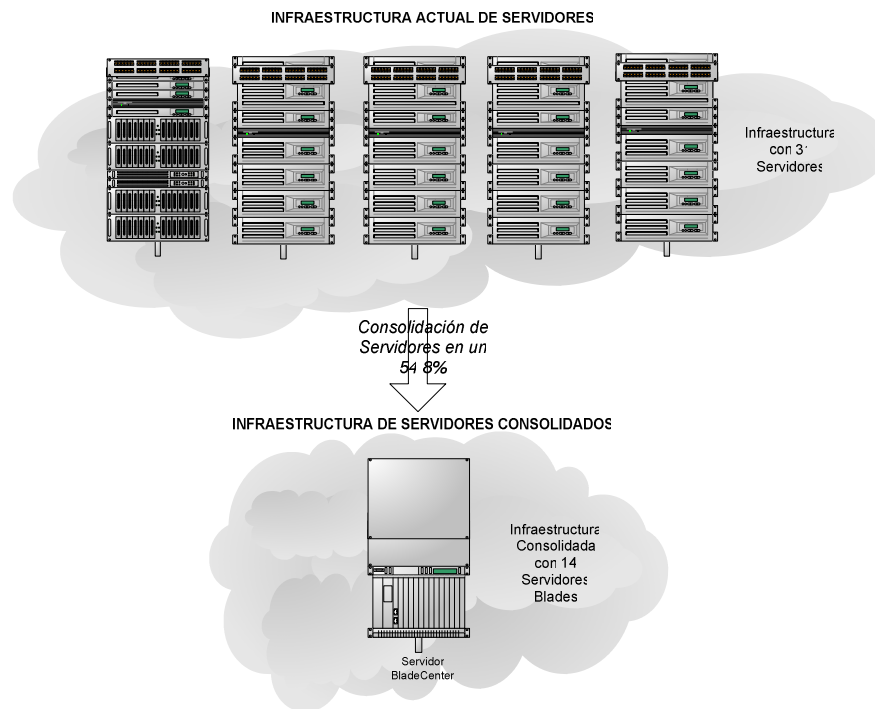 INFRAESTRUCTURA ACTUAL DE SERVIDORES
Infraestructura
con 31
Servidores
Consolidación de
Servidores en un
54.8%
INFRAESTRUCTURA DE SERVIDORES CONSOLIDADOS
Infraestructura
Consolidada
con 14
Servidores
Blades
Servidor
BladeCenter